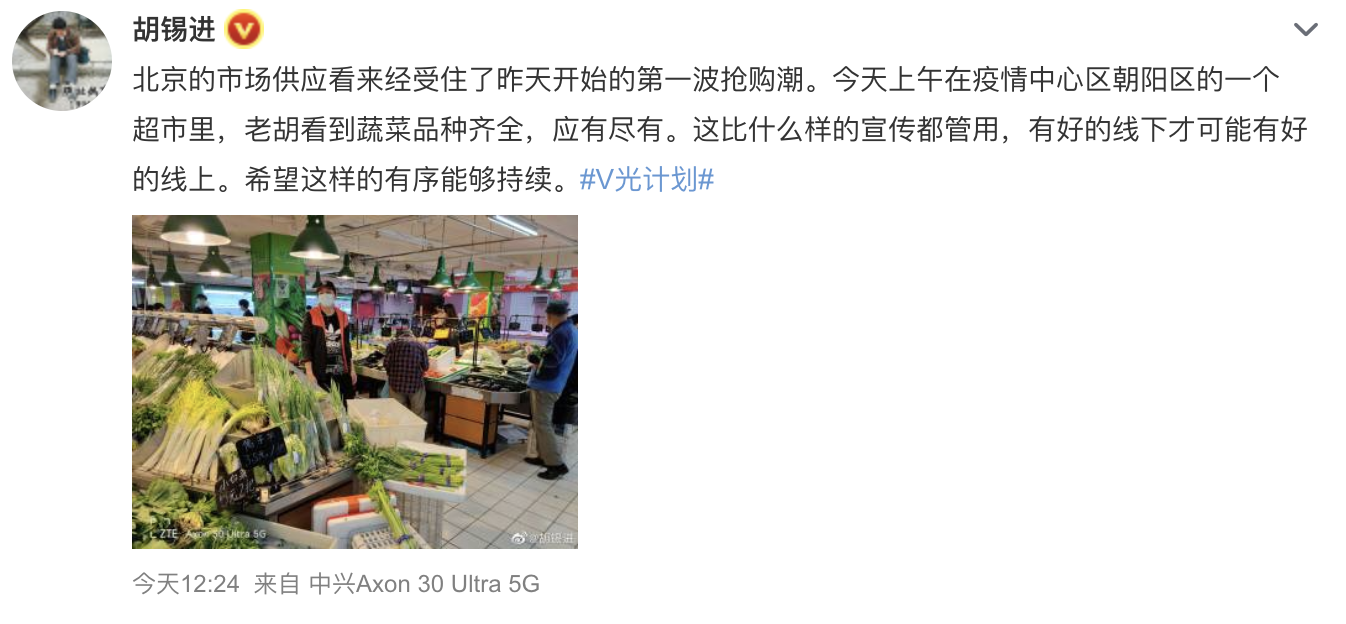 胡锡进
北京的市场供应看来经受住了昨天开始的第一波抢购潮。今天上午在疫情中心区朝阳区的一个
超市里，老胡看到蔬菜品种齐全，应有尽有。这比什么样的宣传都管用，有好的线下才可能有好
的线上。希望这样的有序能够持续。#V光计划#
ZTE Axon 30 Ultra 5G
@胡锡进
今天12:24 来自 中兴Axon 30 Ultra 5G